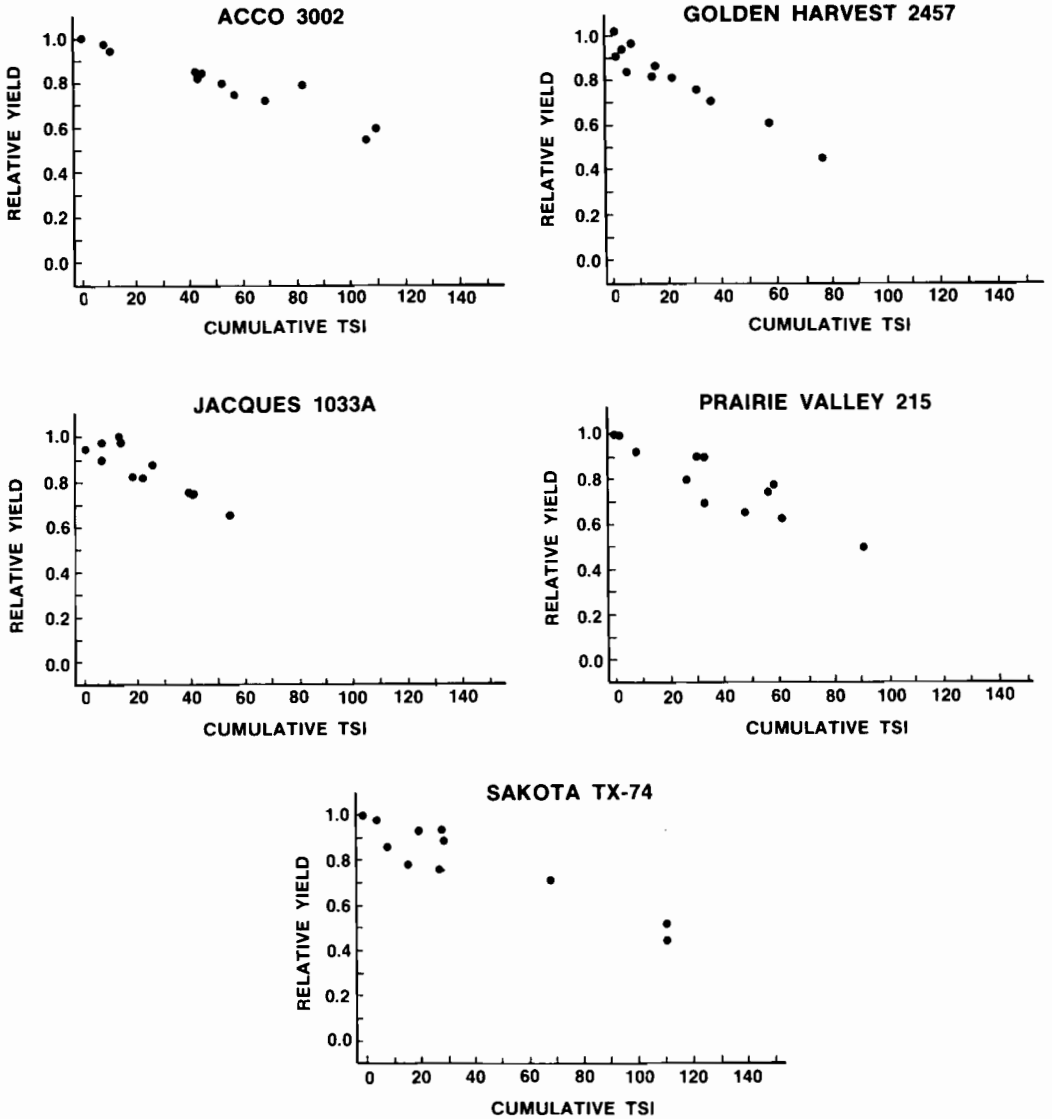 ACCO 3002
RELATIVE YIELD
1.0
0.8
0.6
0.4
0.2
0.0
0 20 40 60 80 100 120 140
CUMULATIVE TSI
GOLDEN HARVEST 2457
RELATIVE YIELD
1.0
0.8
0.6
0.4
0.2
0.0
0 20 40 60 80 100 120 140
CUMULATIVE TSI
JACQUES 1033A
RELATIVE YIELD
1.0
0.8
0.6
0.4
0.2
0.0
0 20 40 60 80 100 120 140
CUMULATIVE TSI
PRAIRIE VALLEY 215
RELATIVE YIELD
1.0
0.8
0.6
0.4
0.2
0.0
0 20 40 60 80 100 120 140
CUMULATIVE TSI
SAKOTA TX-74
RELATIVE YIELD
1.0
0.8
0.6
0.4
0.2
0.0
0 20 40 60 80 100 120 140
CUMULATIVE TSI